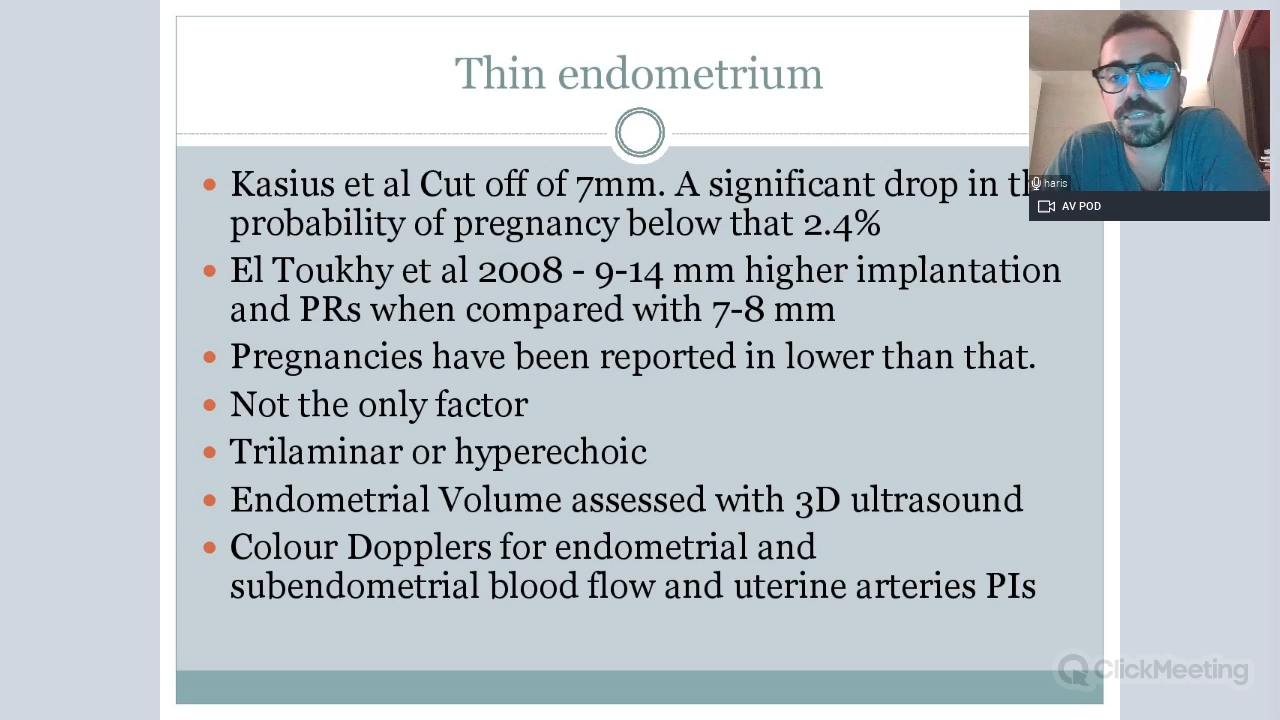 Thin endometrium
• Kasius et al Cut off of 7mm. A significant drop in
probability of pregnancy below that 2.4%
• El Toukhy et al 2008 - 9-14 mm higher implantation
and PRs when compared with 7-8 mm
• Pregnancies have been reported in lower than that.
• Not the only factor
• Trilaminar or hyperechoic
• Endometrial Volume assessed with 3D ultrasound
• Colour Dopplers for endometrial and
subendometrial blood flow and uterine arteries PIs
haris
AV POD
ClickMeeting